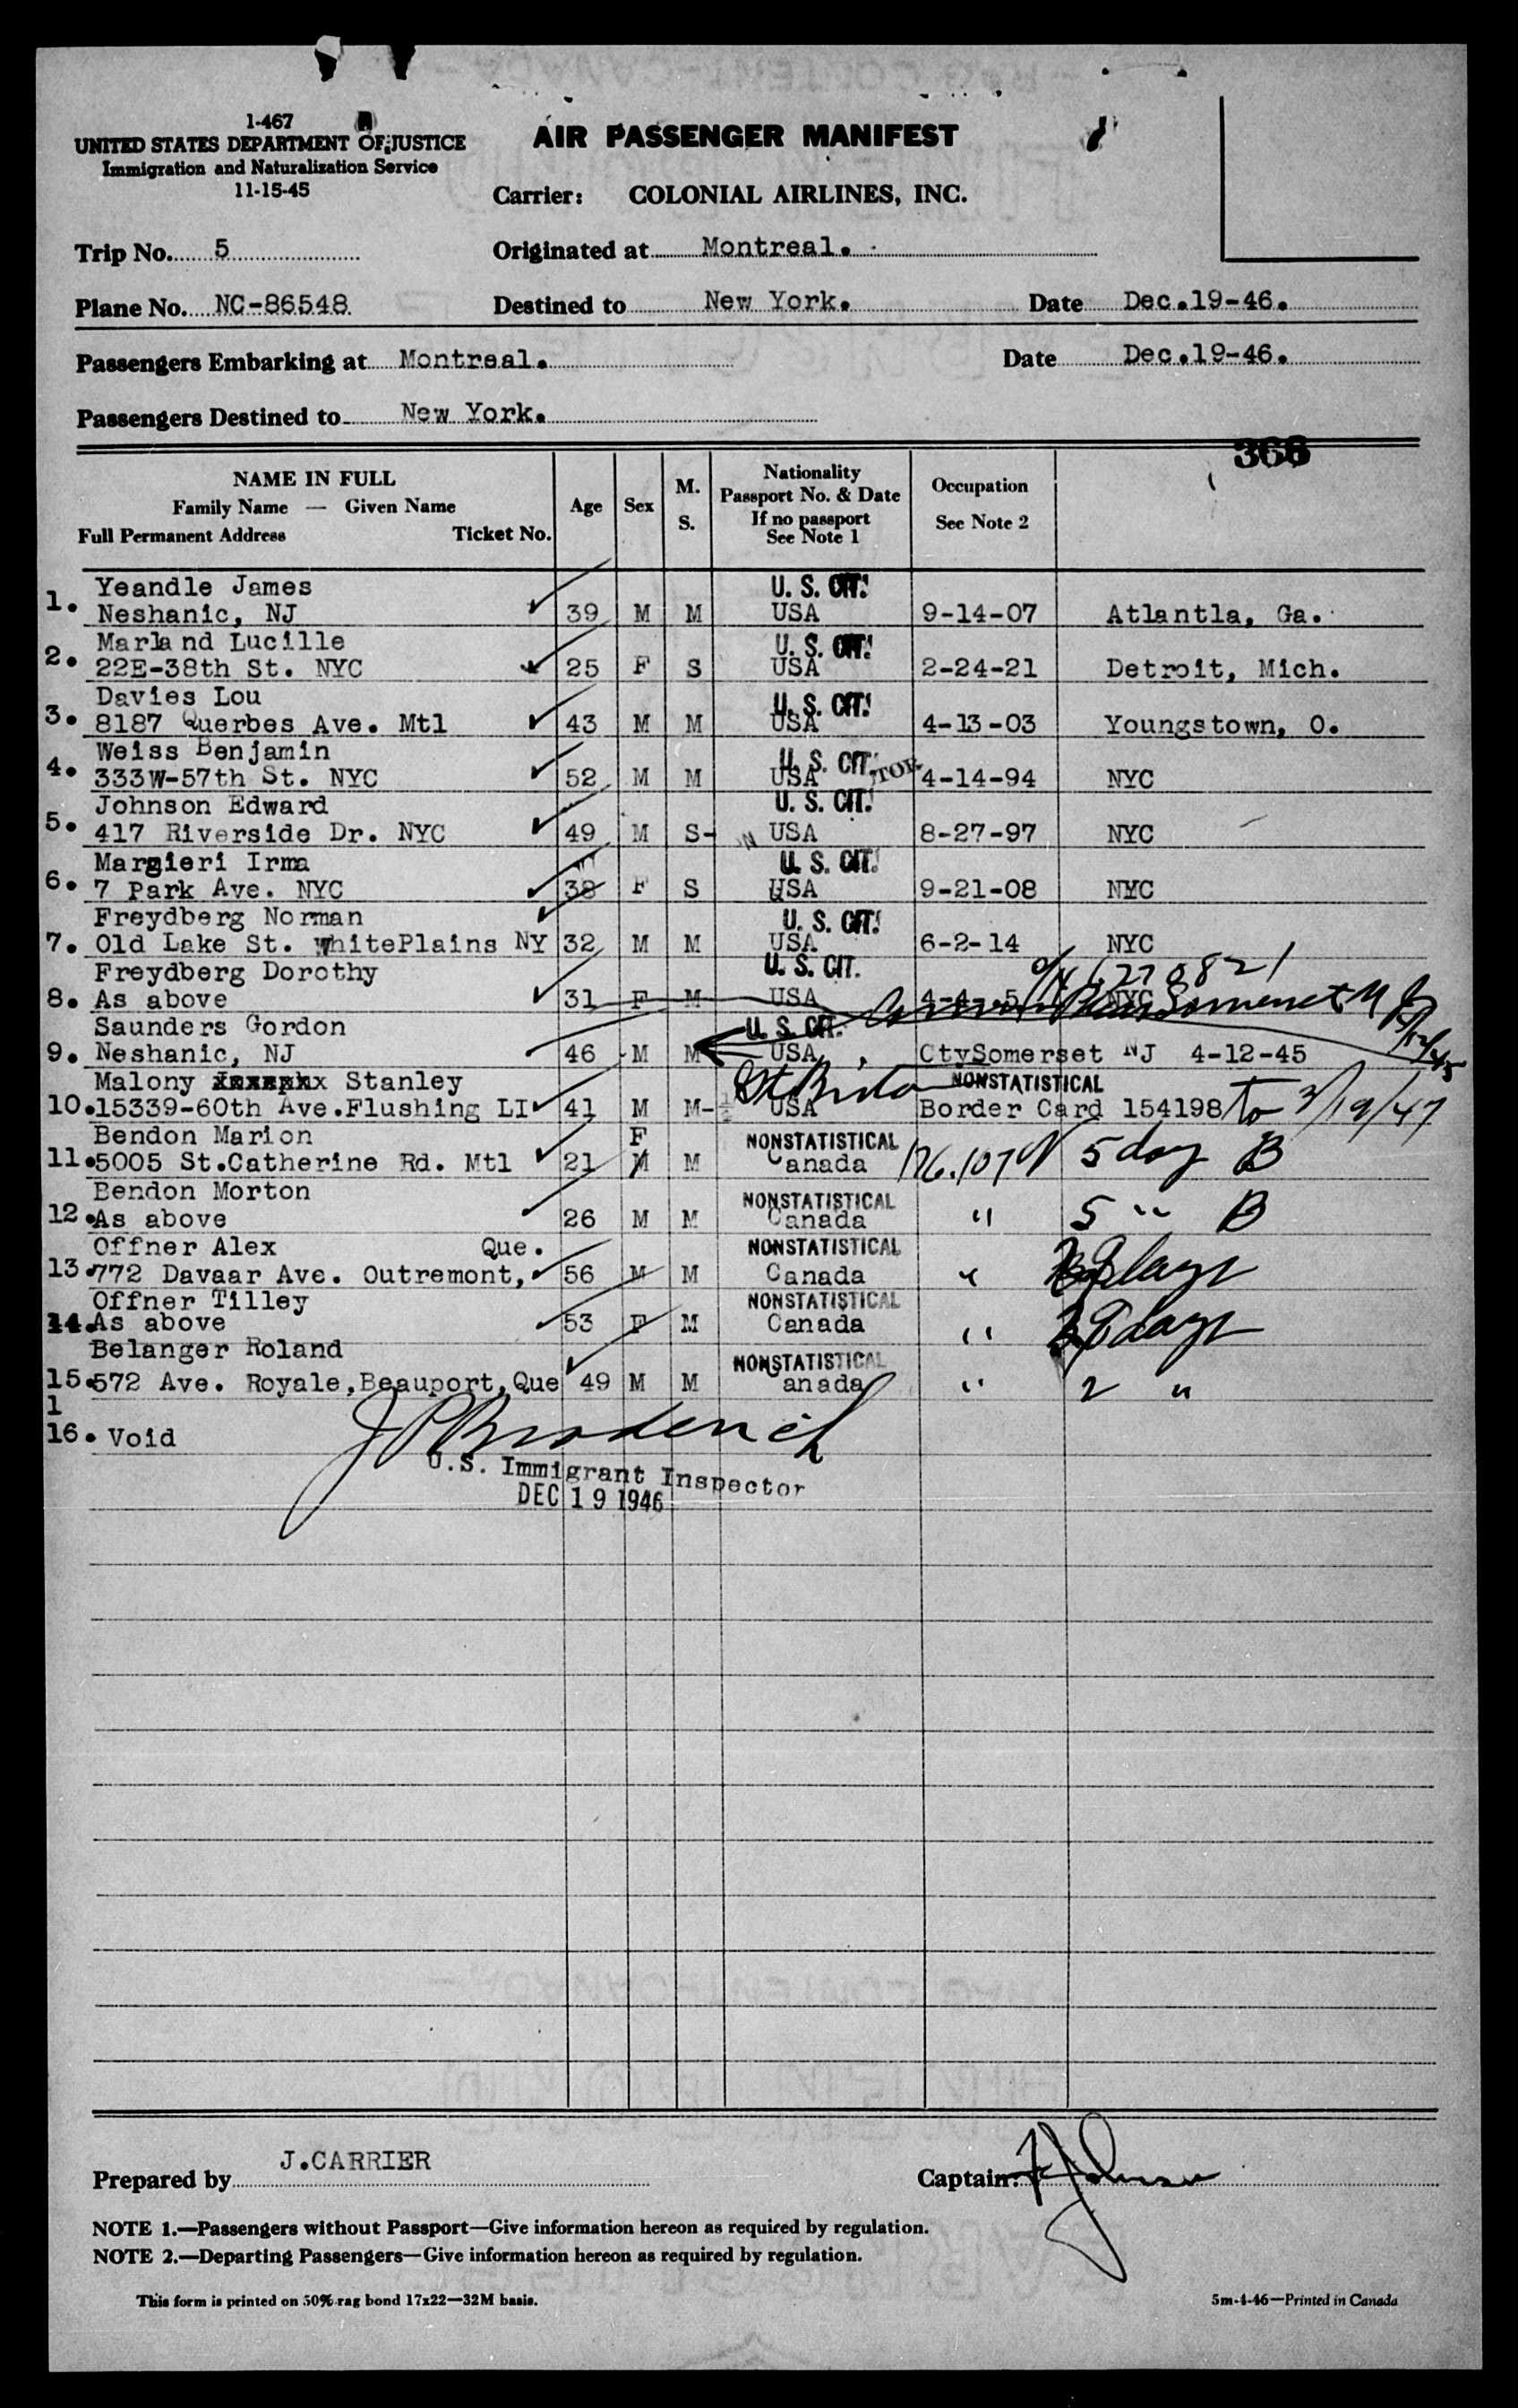 1-467
UNITED STATES DEPARTMENT OF JUSTICE
Immigration and Naturalization Service
11-15-45
AIR PASSENGER MANIFEST
Carrier: COLONIAL AIRLINES, INC.
Trip No. 5 Originated at Montreal.
Plane No. NC-86548 Destined to New York. Date Dec.19-46.
Passengers Embarking at Montreal. Date Dec.19-46.
Passengers Destined to New York.
366
NAME IN FULL
Family Name — Given Name
Full Permanent Address Ticket No.
Age
Sex
M. S.
Nationality
Passport No. & Date
If no passport
See Note 1
Occupation
See Note 2
Yeandle James U. S. CIT.
1. Neshanic, NJ 39 M M USA 9-14-07 Atlantla, Ga.
Marland Lucille U. S. CIT.
2. 22E-38th St. NYC 25 F S USA 2-24-21 Detroit, Mich.
Davies Lou U. S. CIT.
3. 8187 Querbes Ave. Mtl 43 M M USA 4-13-03 Youngstown, O.
Weiss Benjamin U. S. CIT.
4. 333W-57th St. NYC 52 M M USA 4-14-94 NYC
Johnson Edward U. S. CIT.
5. 417 Riverside Dr. NYC 49 M S- USA 8-27-97 NYC
Margieri Irma U. S. CIT.
6. 7 Park Ave. NYC 38 F S USA 9-21-08 NYC
Freydberg Norman U. S. CIT.
7. Old Lake St. WhitePlains NY 32 M M USA 6-2-14 NYC
Freydberg Dorothy U. S. CIT.
8. As above 31 F M USA NYC
Somerset N J
Saunders Gordon U. S. CIT.
9. Neshanic, NJ 46 M M USA, CtySomerset NJ 4-12-45
Malony Stanley NONSTATISTICAL
10. 15339-60th Ave.Flushing LI 41 M M- USA Border Card 154198 to 3/19/47
Bendon Marion F NONSTATISTICAL
11. 5005 St.Catherine Rd. Mtl 21 M M Canada 176.107 5 day B
Bendon Morton NONSTATISTICAL
12. As above 26 M M Canada " 5 " B
Offner Alex Que. NONSTATISTICAL
13. 772 Davaar Ave. Outremont, 56 M M Canada " days
Offner Tilley NONSTATISTICAL
14. As above 53 F M Canada " days
Belanger Roland NONSTATISTICAL
15. 572 Ave. Royale,Beauport,Que 49 M M anada " 2 "
1
16. Void
J P Broderick
U.S. Immigrant Inspector
DEC 19 1946
Prepared by J.CARRIER Captain: Johnson
NOTE 1.—Passengers without Passport—Give information hereon as required by regulation.
NOTE 2.—Departing Passengers—Give information hereon as required by regulation.
This form is printed on 50% rag bond 17x22—32M basis. 5m-4-46—Printed in Canada